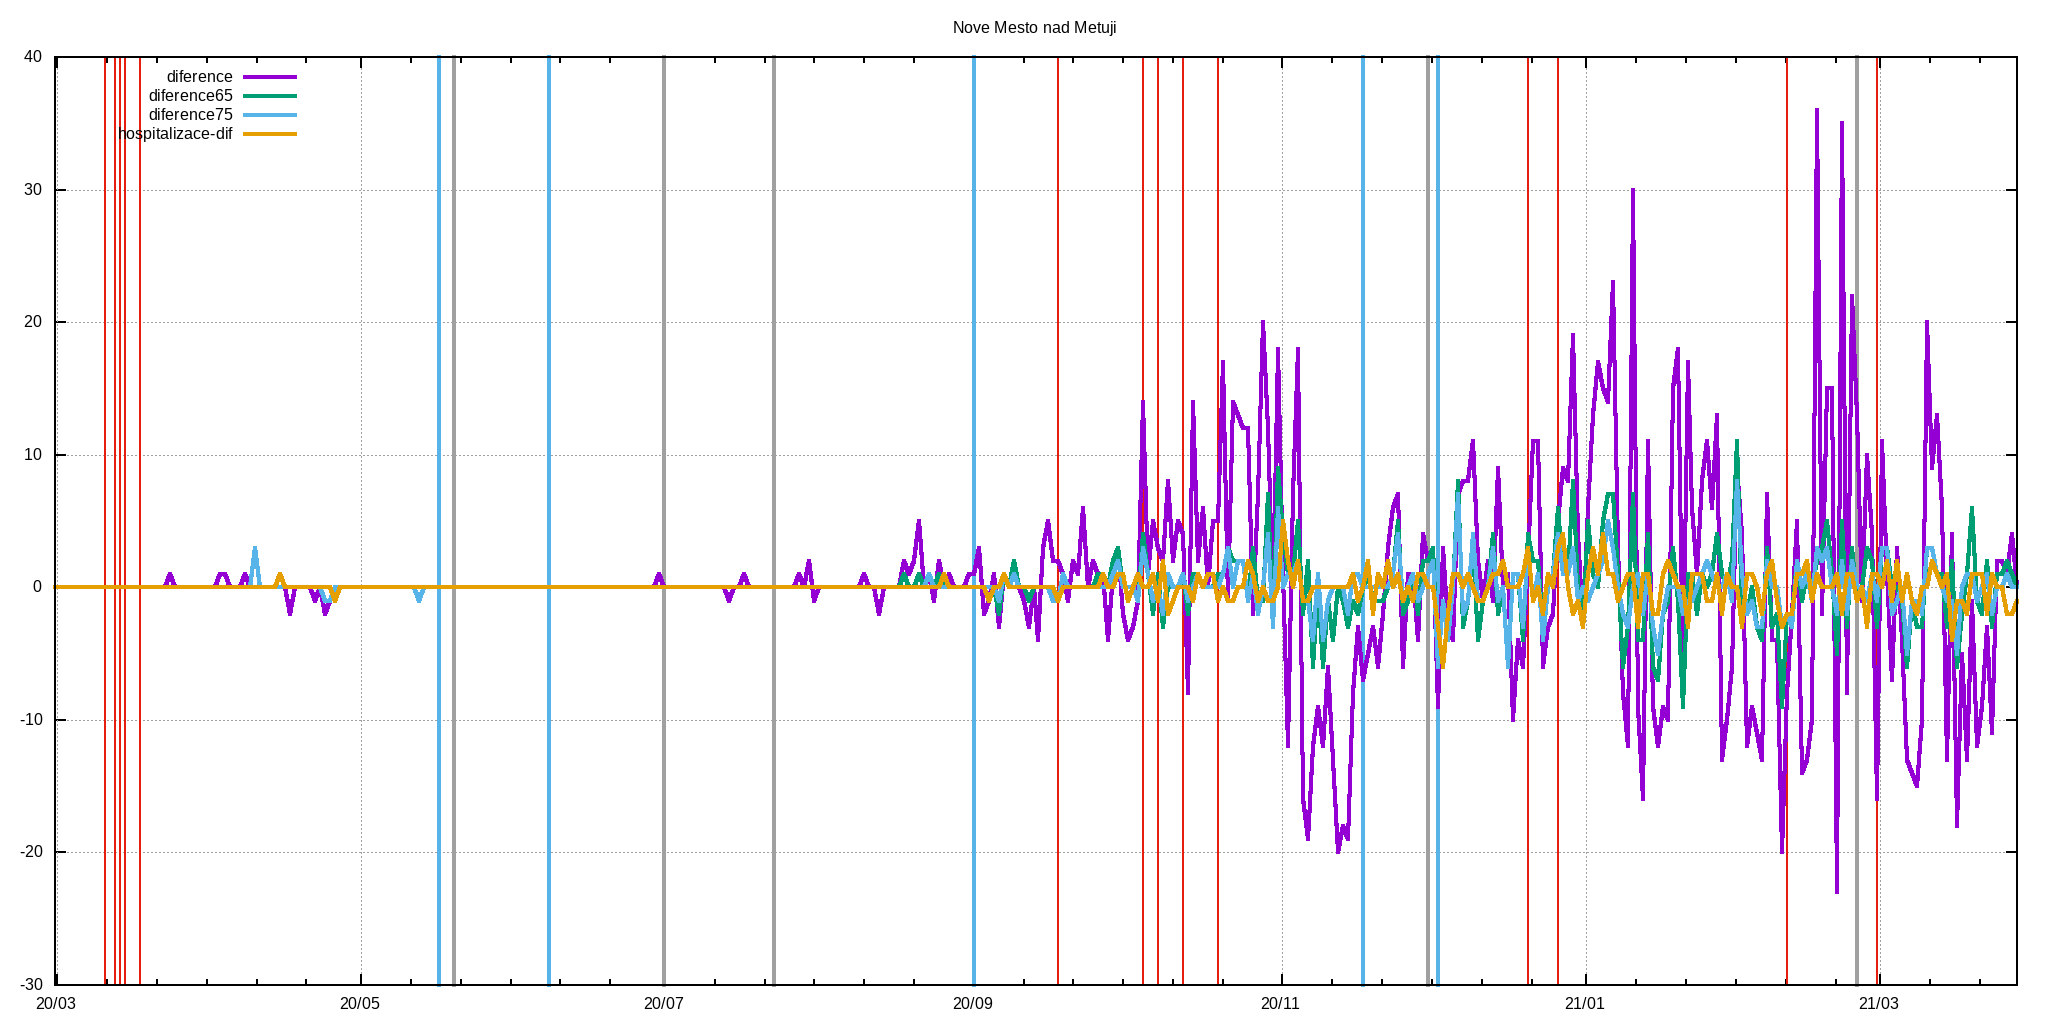 Nove Mesto nad Metuji
40
30
20
10
0
-10
-20
-30
diference
diference65
diference75
hospitalizace-dif
20/03 20/05 20/07 20/09 20/11 21/01 21/03